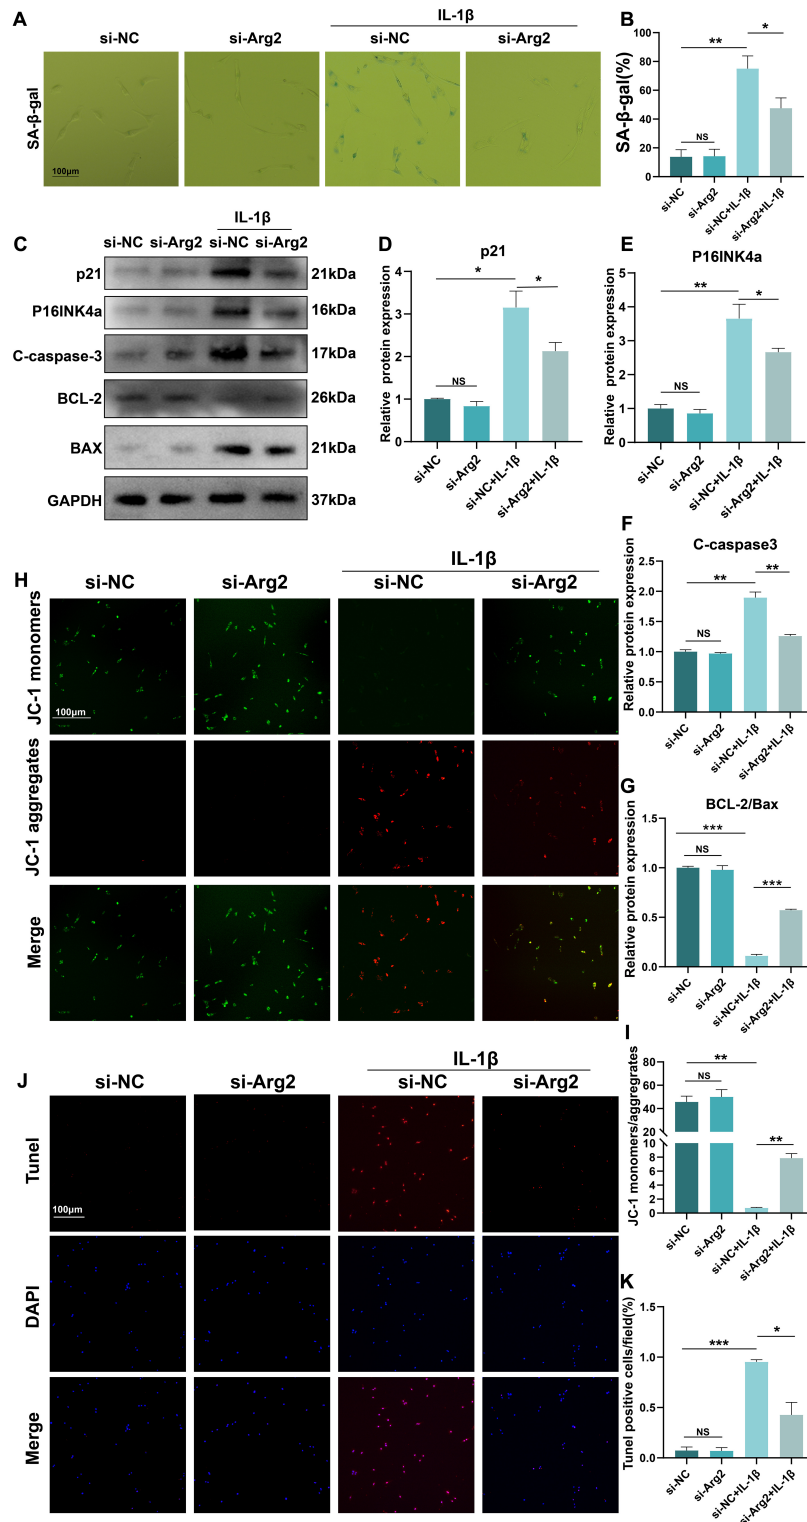 A
IL-1β
si-NC
si-Arg2
si-NC
si-Arg2
SA-β-gal
100μm
B
SA-β-gal(%)
100
80
60
40
20
0
**
*
NS
si-NC
si-Arg2
si-NC+IL-1β
si-Arg2+IL-1β
C
IL-1β
si-NC si-Arg2 si-NC si-Arg2
p21 21kDa
P16INK4a 16kDa
C-caspase-3 17kDa
BCL-2 26kDa
BAX 21kDa
GAPDH 37kDa
D
p21
Relative protein expression
4
3
2
1
0
*
*
NS
si-NC
si-Arg2
si-NC+IL-1β
si-Arg2+IL-1β
E
P16INK4a
Relative protein expression
5
4
3
2
1
0
**
*
NS
si-NC
si-Arg2
si-NC+IL-1β
si-Arg2+IL-1β
F
C-caspase3
Relative protein expression
2.5
2.0
1.5
1.0
0.5
0.0
**
**
NS
si-NC
si-Arg2
si-NC+IL-1β
si-Arg2+IL-1β
G
BCL-2/Bax
Relative protein expression
1.5
1.0
0.5
0.0
***
NS
***
si-NC
si-Arg2
si-NC+IL-1β
si-Arg2+IL-1β
H
IL-1β
si-NC
si-Arg2
si-NC
si-Arg2
JC-1 monomers
100μm
JC-1 aggregates
Merge
I
JC-1 monomers/aggregrates
80
60
40
20
10
8
6
4
2
0
**
NS
**
si-NC
si-Arg2
si-NC+IL-1β
si-Arg2+IL-1β
J
IL-1β
si-NC
si-Arg2
si-NC
si-Arg2
Tunel
100μm
DAPI
Merge
K
Tunel positive cells/field(%)
1.5
1.0
0.5
0.0
***
*
NS
si-NC
si-Arg2
si-NC+IL-1β
si-Arg2+IL-1β